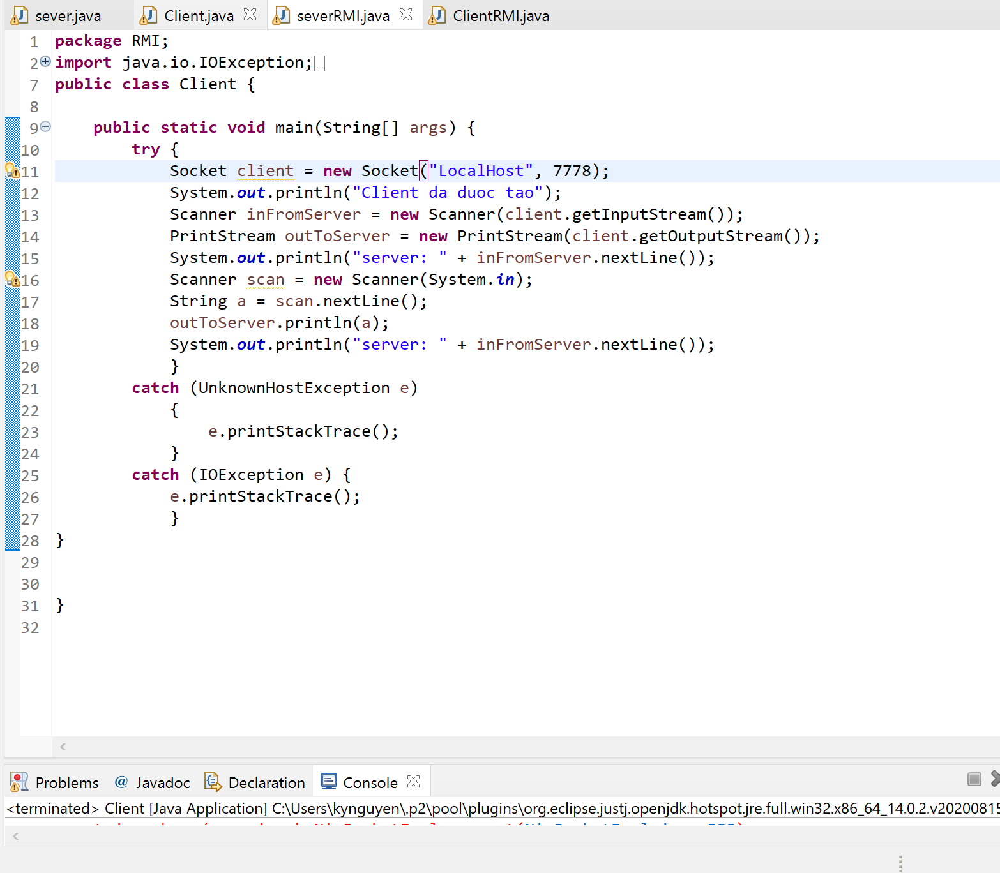 sever.java Client.java severRMI.java ClientRMI.java
1 package RMI;
2 import java.io.IOException;
7 public class Client {
8
9 public static void main(String[] args) {
10 try {
11 Socket client = new Socket("LocalHost", 7778);
12 System.out.println("Client da duoc tao");
13 Scanner inFromServer = new Scanner(client.getInputStream());
14 PrintStream outToServer = new PrintStream(client.getOutputStream());
15 System.out.println("server: " + inFromServer.nextLine());
16 Scanner scan = new Scanner(System.in);
17 String a = scan.nextLine();
18 outToServer.println(a);
19 System.out.println("server: " + inFromServer.nextLine());
20 }
21 catch (UnknownHostException e)
22 {
23 e.printStackTrace();
24 }
25 catch (IOException e) {
26 e.printStackTrace();
27 }
28 }
29
30
31 }
32
Problems @ Javadoc Declaration Console
<terminated> Client [Java Application] C:\Users\kynguyen\.p2\pool\plugins\org.eclipse.justj.openjdk.hotspot.jre.full.win32.x86_64_14.0.2.v20200815